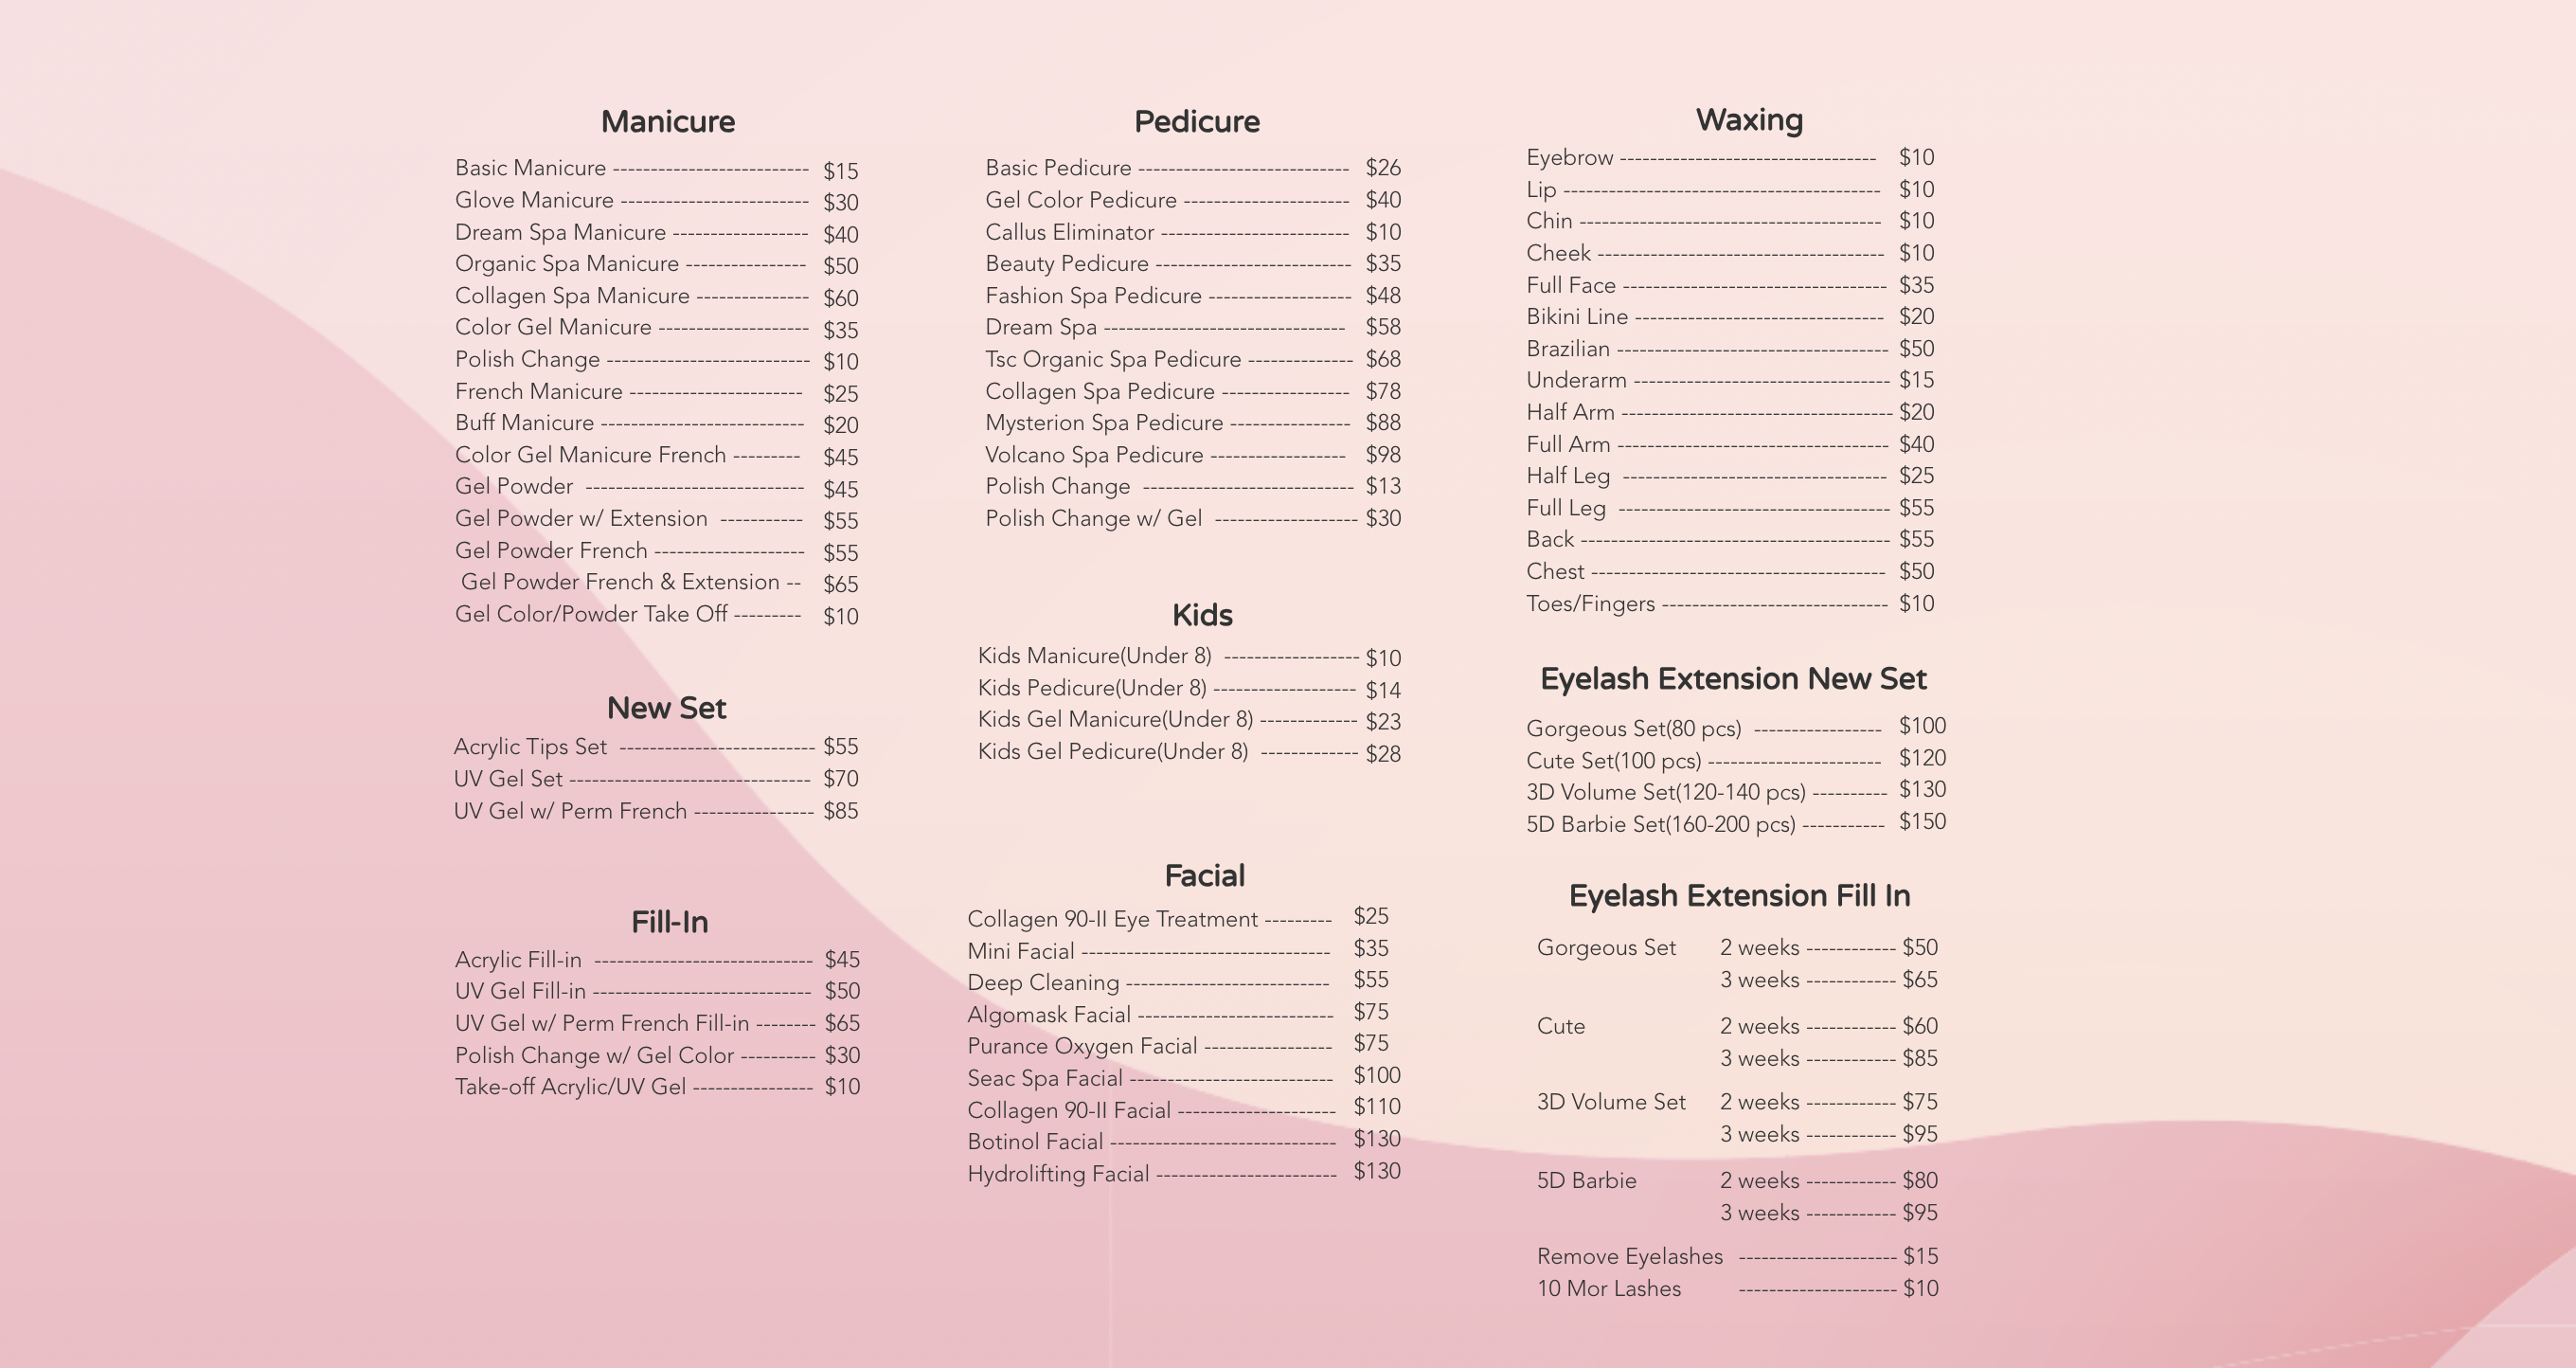 Manicure
Basic Manicure -------------------------- $15
Glove Manicure ------------------------- $30
Dream Spa Manicure ------------------ $40
Organic Spa Manicure ---------------- $50
Collagen Spa Manicure --------------- $60
Color Gel Manicure -------------------- $35
Polish Change --------------------------- $10
French Manicure ----------------------- $25
Buff Manicure --------------------------- $20
Color Gel Manicure French --------- $45
Gel Powder ----------------------------- $45
Gel Powder w/ Extension ----------- $55
Gel Powder French -------------------- $55
Gel Powder French & Extension -- $65
Gel Color/Powder Take Off --------- $10
New Set
Acrylic Tips Set -------------------------- $55
UV Gel Set -------------------------------- $70
UV Gel w/ Perm French ---------------- $85
Fill-In
Acrylic Fill-in ----------------------------- $45
UV Gel Fill-in ----------------------------- $50
UV Gel w/ Perm French Fill-in -------- $65
Polish Change w/ Gel Color ---------- $30
Take-off Acrylic/UV Gel ---------------- $10
Pedicure
Basic Pedicure ---------------------------- $26
Gel Color Pedicure ---------------------- $40
Callus Eliminator ------------------------- $10
Beauty Pedicure -------------------------- $35
Fashion Spa Pedicure ------------------- $48
Dream Spa -------------------------------- $58
Tsc Organic Spa Pedicure -------------- $68
Collagen Spa Pedicure ----------------- $78
Mysterion Spa Pedicure ---------------- $88
Volcano Spa Pedicure ------------------ $98
Polish Change ---------------------------- $13
Polish Change w/ Gel ------------------- $30
Kids
Kids Manicure(Under 8) ------------------ $10
Kids Pedicure(Under 8) ------------------- $14
Kids Gel Manicure(Under 8) ------------- $23
Kids Gel Pedicure(Under 8) ------------- $28
Facial
Collagen 90-II Eye Treatment --------- $25
Mini Facial --------------------------------- $35
Deep Cleaning --------------------------- $55
Algomask Facial -------------------------- $75
Purance Oxygen Facial ----------------- $75
Seac Spa Facial --------------------------- $100
Collagen 90-II Facial --------------------- $110
Botinol Facial ------------------------------ $130
Hydrolifting Facial ------------------------ $130
Waxing
Eyebrow ---------------------------------- $10
Lip ------------------------------------------ $10
Chin ---------------------------------------- $10
Cheek -------------------------------------- $10
Full Face ----------------------------------- $35
Bikini Line --------------------------------- $20
Brazilian ------------------------------------ $50
Underarm ---------------------------------- $15
Half Arm ------------------------------------ $20
Full Arm ------------------------------------ $40
Half Leg ----------------------------------- $25
Full Leg ------------------------------------ $55
Back ----------------------------------------- $55
Chest --------------------------------------- $50
Toes/Fingers ------------------------------ $10
Eyelash Extension New Set
Gorgeous Set(80 pcs) ----------------- $100
Cute Set(100 pcs) ----------------------- $120
3D Volume Set(120-140 pcs) ---------- $130
5D Barbie Set(160-200 pcs) ----------- $150
Eyelash Extension Fill In
Gorgeous Set 2 weeks ------------ $50
3 weeks ------------ $65
Cute 2 weeks ------------ $60
3 weeks ------------ $85
3D Volume Set 2 weeks ------------ $75
3 weeks ------------ $95
5D Barbie 2 weeks ------------ $80
3 weeks ------------ $95
Remove Eyelashes --------------------- $15
10 Mor Lashes --------------------- $10